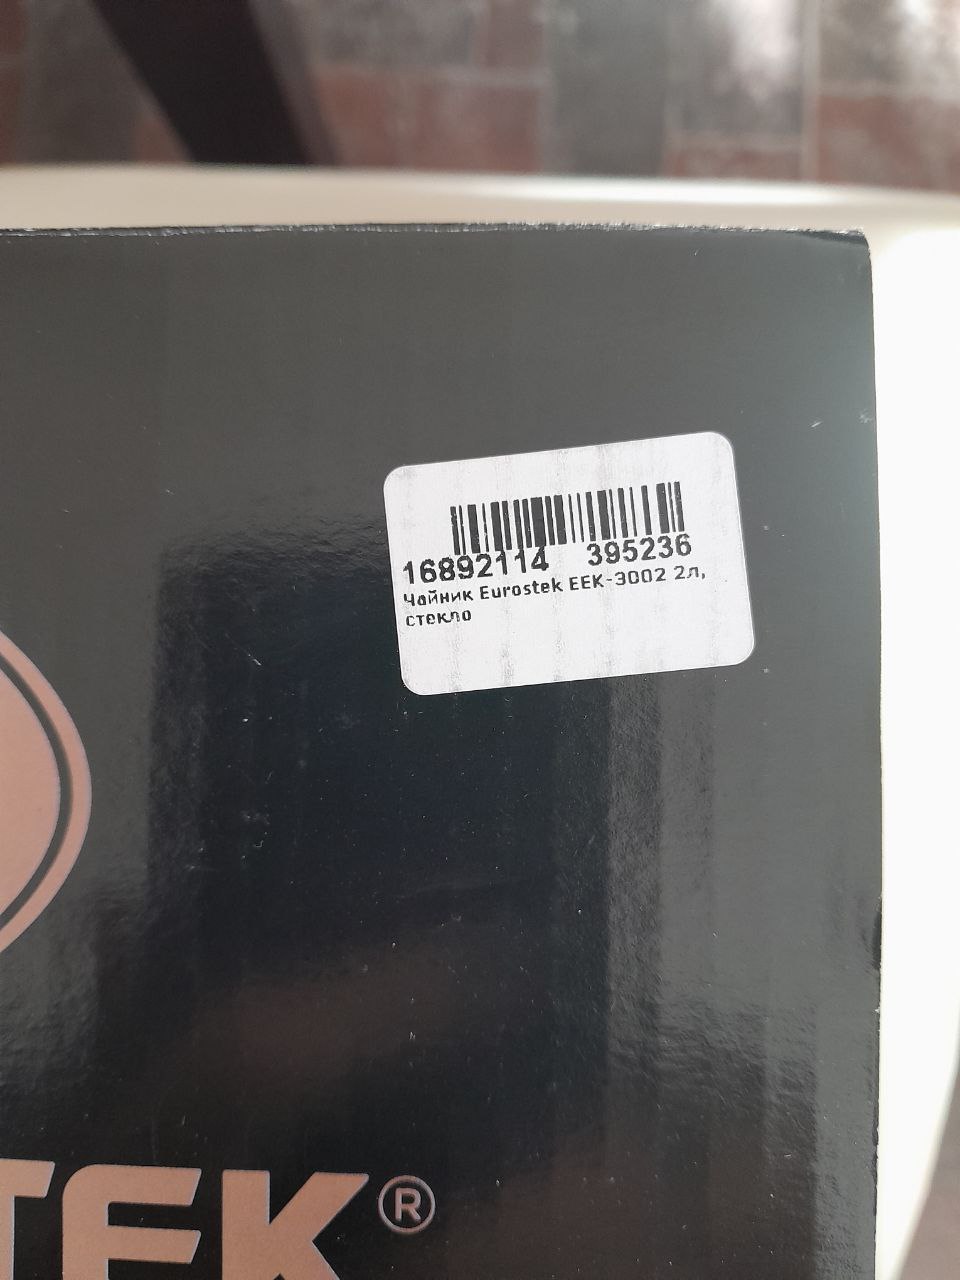 16892114 395236
Чайник Eurostek EEK-3002 2л,
стекло
TEK®